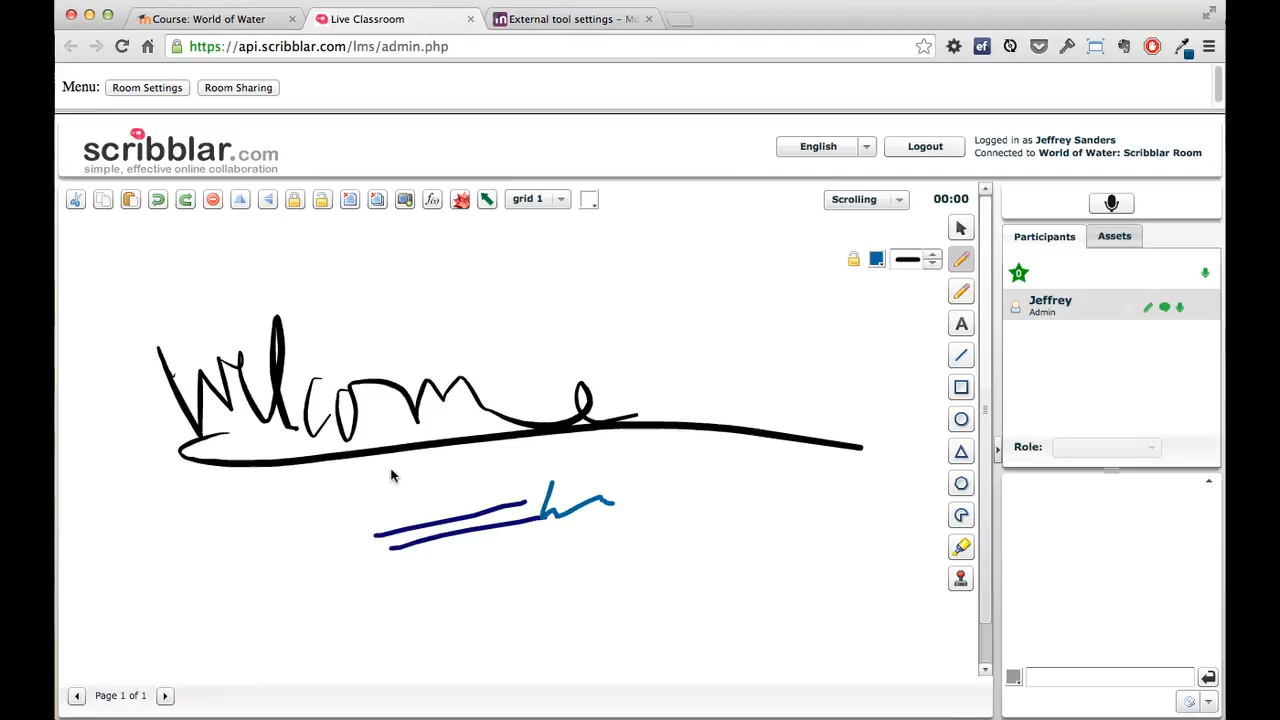 Course: World of Water
Live Classroom
External tool settings – Mo
https://api.scribblar.com/lms/admin.php
Menu: Room Settings Room Sharing
scribblar.com
simple, effective online collaboration
English
Logout
Logged in as Jeffrey Sanders
Connected to World of Water: Scribblar Room
f(x)
grid 1
Scrolling
00:00
Participants
Assets
0
Jeffrey
Admin
A
Welcome
Role:
Page 1 of 1